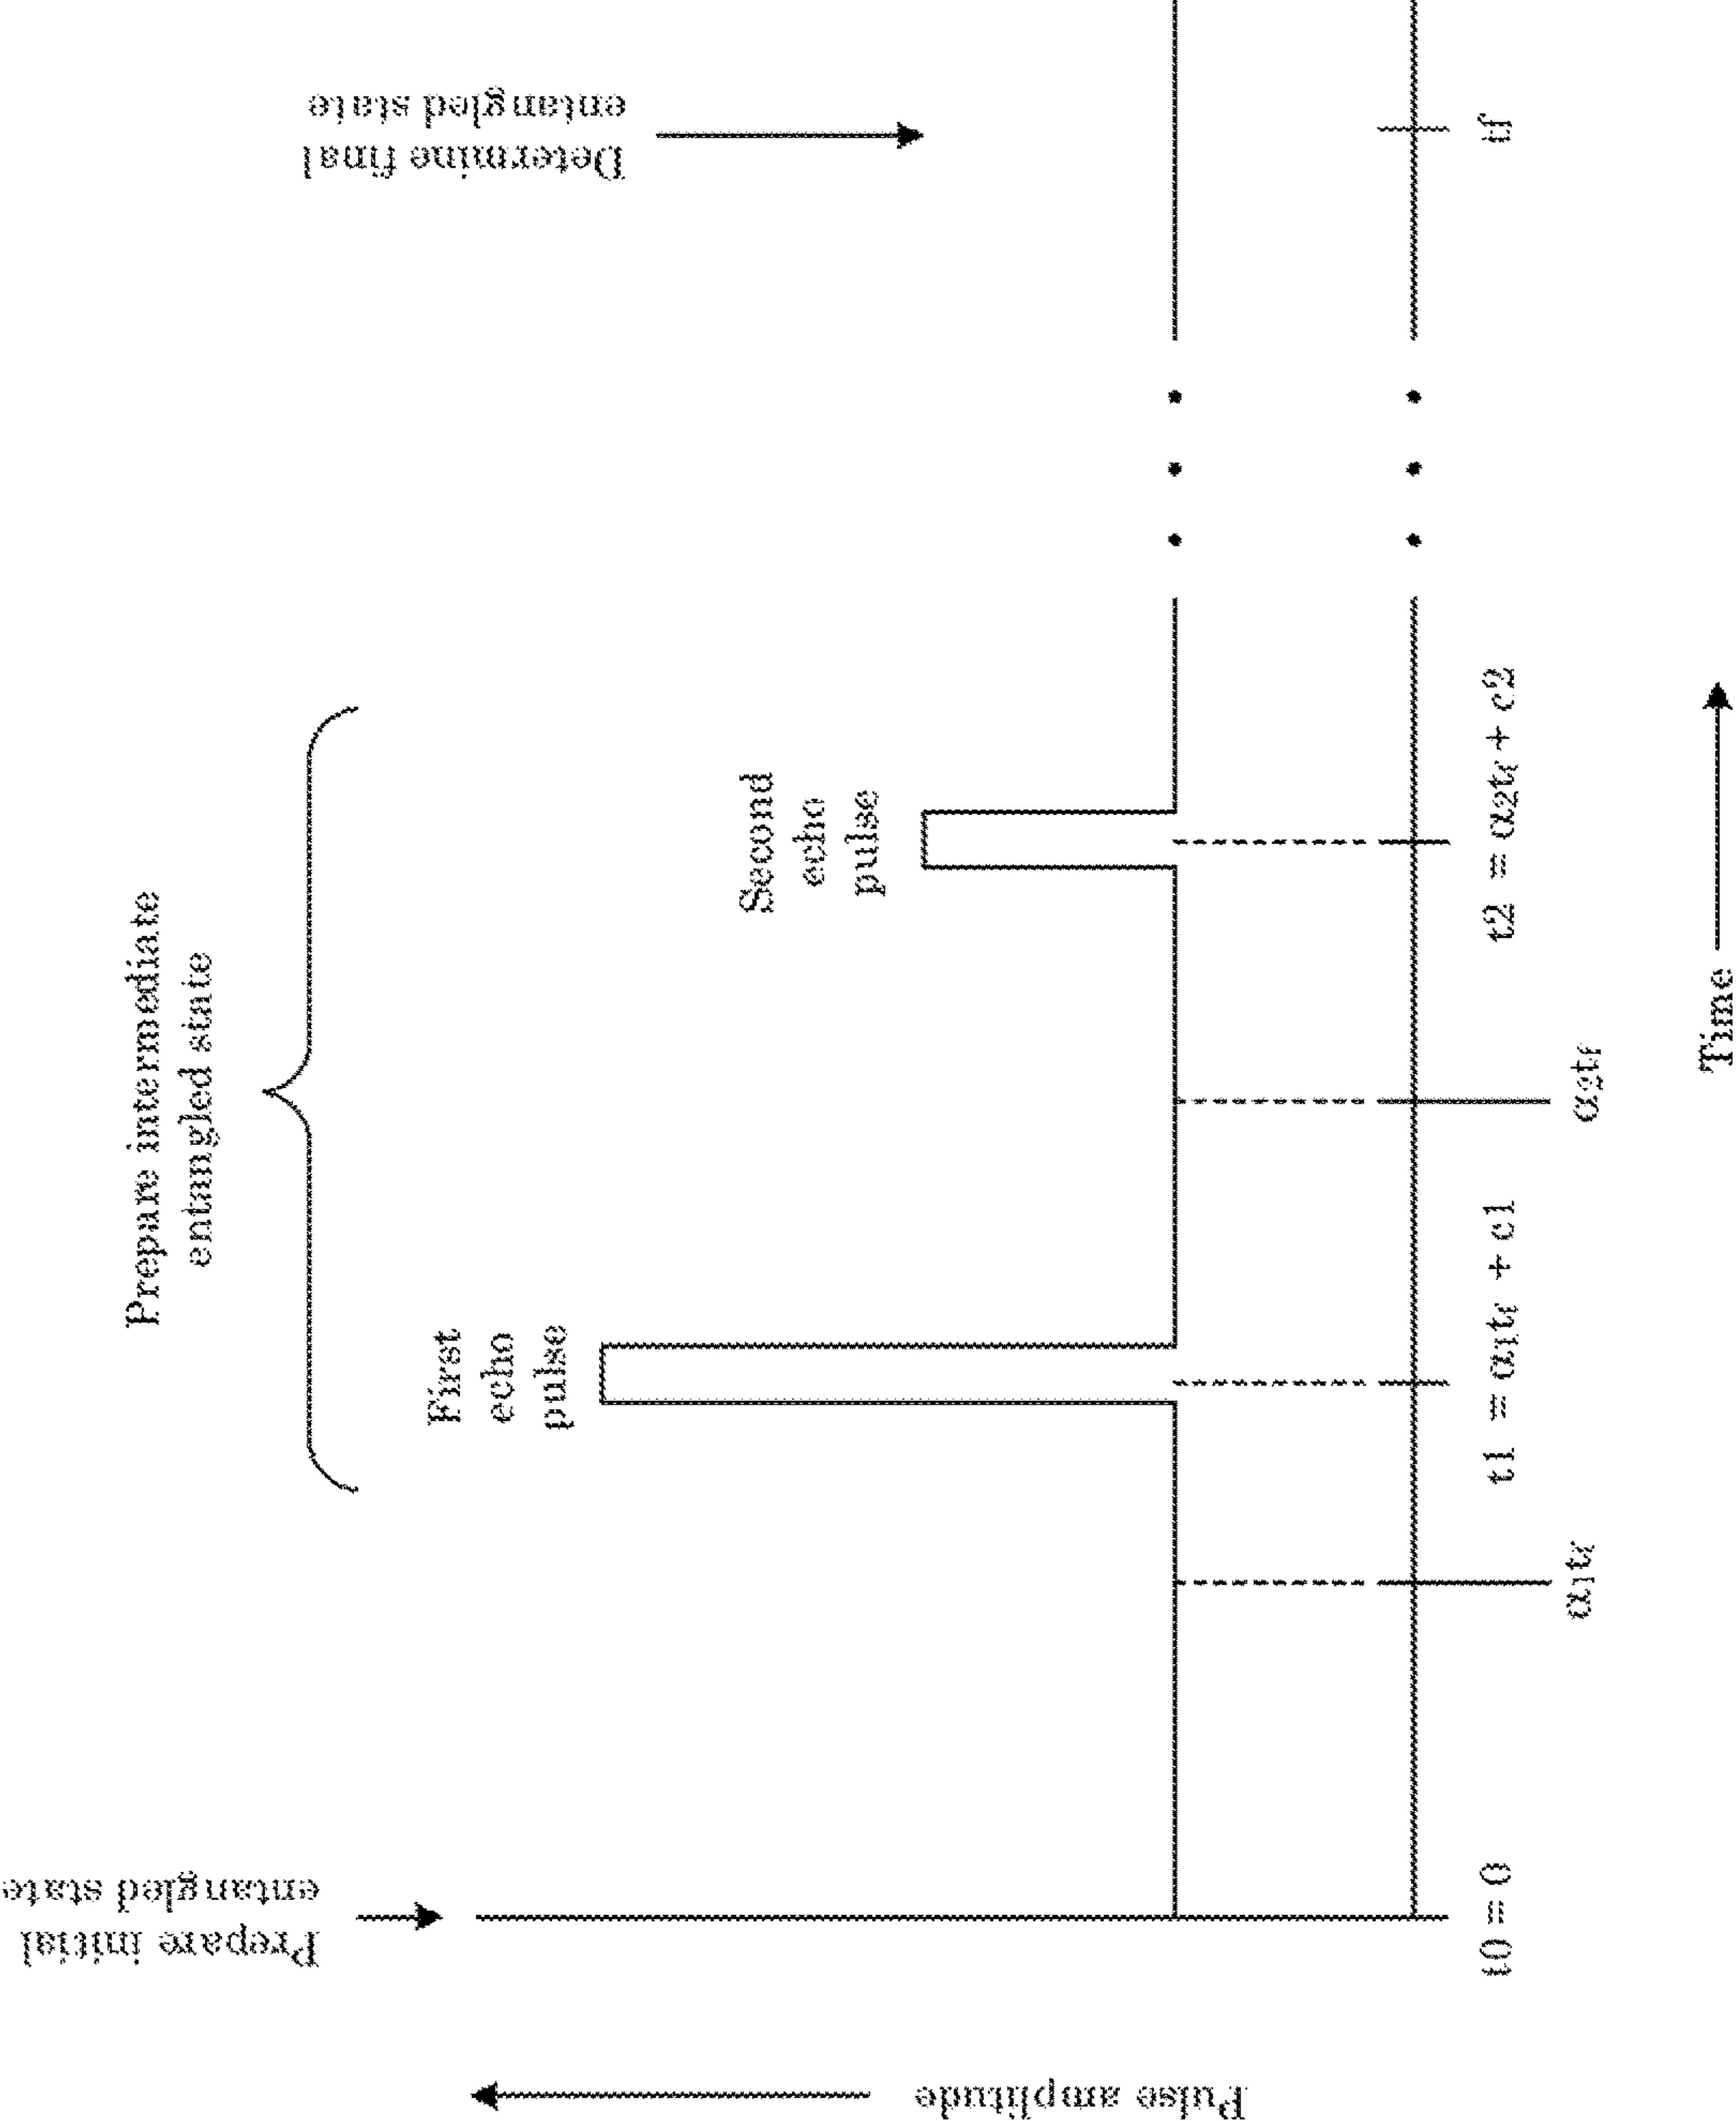 Prepare initial
entangled state
Prepare intermediate
entangled state
Determine final
entangled state
First
echo
pulse
Second
echo
pulse
Pulse amplitude
t0 = 0
t1 = α₁tf + c1
t2 = α₂tf + c2
tf
α₁tf
α₂tf
Time